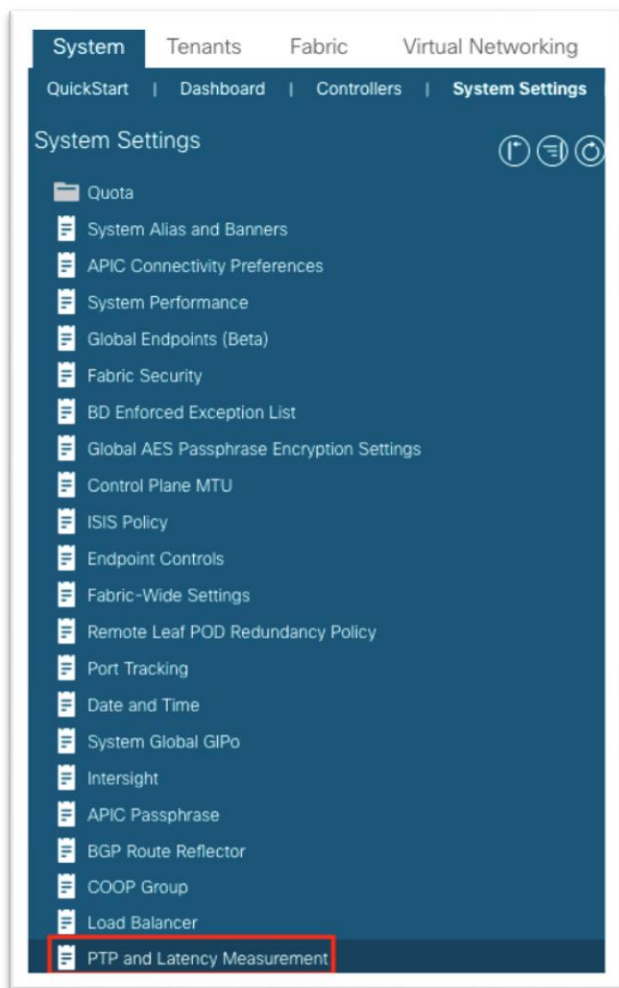 System Tenants Fabric Virtual Networking
QuickStart | Dashboard | Controllers | System Settings
System Settings
Quota
System Alias and Banners
APIC Connectivity Preferences
System Performance
Global Endpoints (Beta)
Fabric Security
BD Enforced Exception List
Global AES Passphrase Encryption Settings
Control Plane MTU
ISIS Policy
Endpoint Controls
Fabric-Wide Settings
Remote Leaf POD Redundancy Policy
Port Tracking
Date and Time
System Global GIPo
Intersight
APIC Passphrase
BGP Route Reflector
COOP Group
Load Balancer
PTP and Latency Measurement